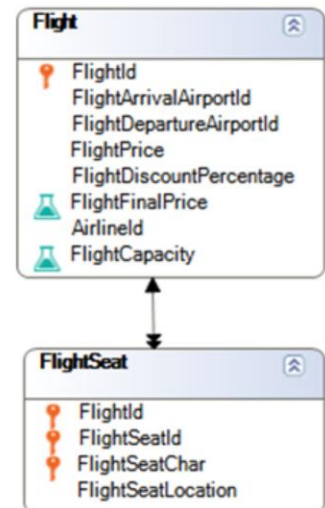 Flight
FlightId
FlightArrivalAirportId
FlightDepartureAirportId
FlightPrice
FlightDiscountPercentage
FlightFinalPrice
AirlineId
FlightCapacity
FlightSeat
FlightId
FlightSeatId
FlightSeatChar
FlightSeatLocation